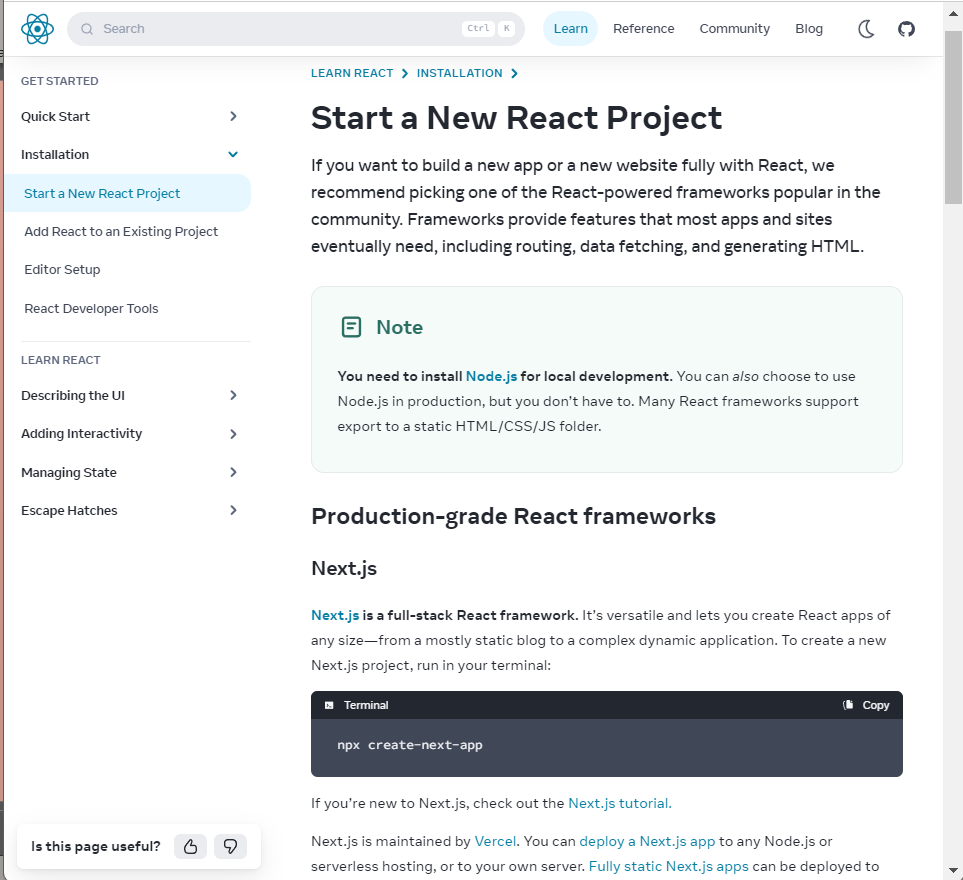 Search Ctrl K Learn Reference Community Blog
GET STARTED
Quick Start
Installation
Start a New React Project
Add React to an Existing Project
Editor Setup
React Developer Tools
LEARN REACT
Describing the UI
Adding Interactivity
Managing State
Escape Hatches
Is this page useful?
LEARN REACT INSTALLATION
Start a New React Project
If you want to build a new app or a new website fully with React, we
recommend picking one of the React-powered frameworks popular in the
community. Frameworks provide features that most apps and sites
eventually need, including routing, data fetching, and generating HTML.
Note
You need to install Node.js for local development. You can also choose to use
Node.js in production, but you don’t have to. Many React frameworks support
export to a static HTML/CSS/JS folder.
Production-grade React frameworks
Next.js
Next.js is a full-stack React framework. It’s versatile and lets you create React apps of
any size—from a mostly static blog to a complex dynamic application. To create a new
Next.js project, run in your terminal:
Terminal Copy
npx create-next-app
If you’re new to Next.js, check out the Next.js tutorial.
Next.js is maintained by Vercel. You can deploy a Next.js app to any Node.js or
serverless hosting, or to your own server. Fully static Next.js apps can be deployed to